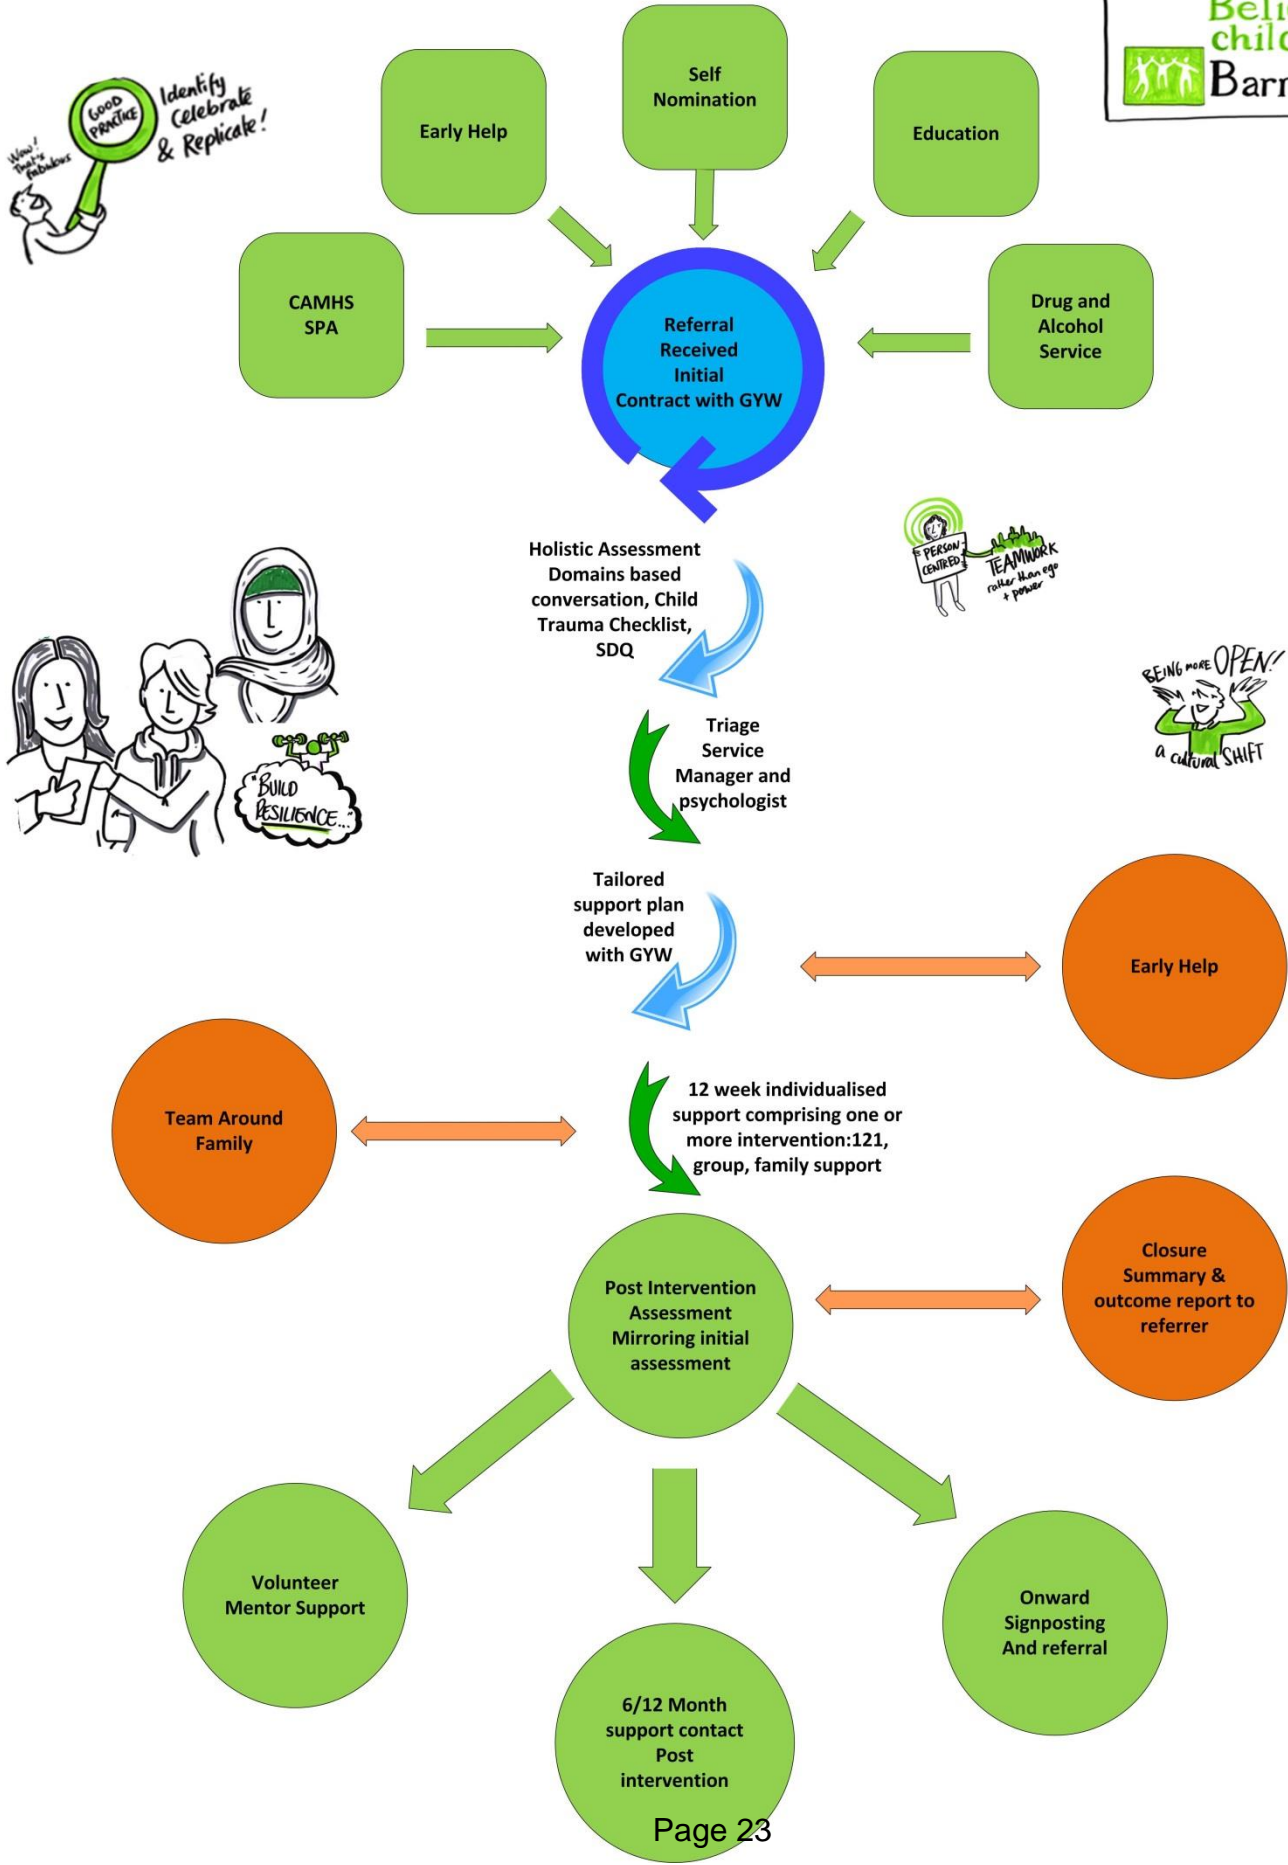 Self
Nomination
Early Help
Education
GOOD
PRACTICE
Identify
Celebrate
& Replicate!
Wow!
That's
fabulous
CAMHS
SPA
Drug and
Alcohol
Service
Referral
Received
Initial
Contract with GYW
Holistic Assessment
Domains based
conversation, Child
Trauma Checklist,
SDQ
PERSON
CENTRED
TEAMWORK
rather than ego
+ power
BEING MORE OPEN!
a cultural SHIFT
"BUILD
RESILIENCE..."
Triage
Service
Manager and
psychologist
Tailored
support plan
developed
with GYW
Early Help
Team Around
Family
12 week individualised
support comprising one or
more intervention:121,
group, family support
Post Intervention
Assessment
Mirroring initial
assessment
Closure
Summary &
outcome report to
referrer
Volunteer
Mentor Support
6/12 Month
support contact
Post
intervention
Onward
Signposting
And referral
Page 23